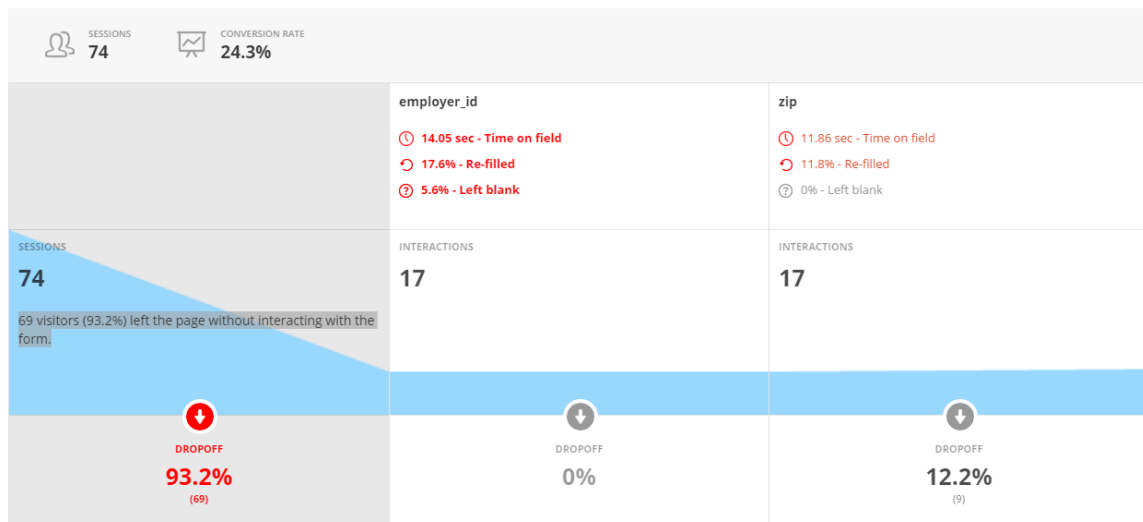 SESSIONS
74
CONVERSION RATE
24.3%
employer_id
14.05 sec - Time on field
17.6% - Re-filled
5.6% - Left blank
zip
11.86 sec - Time on field
11.8% - Re-filled
0% - Left blank
SESSIONS
74
69 visitors (93.2%) left the page without interacting with the
form.
DROPOFF
93.2%
(69)
INTERACTIONS
17
DROPOFF
0%
INTERACTIONS
17
DROPOFF
12.2%
(9)